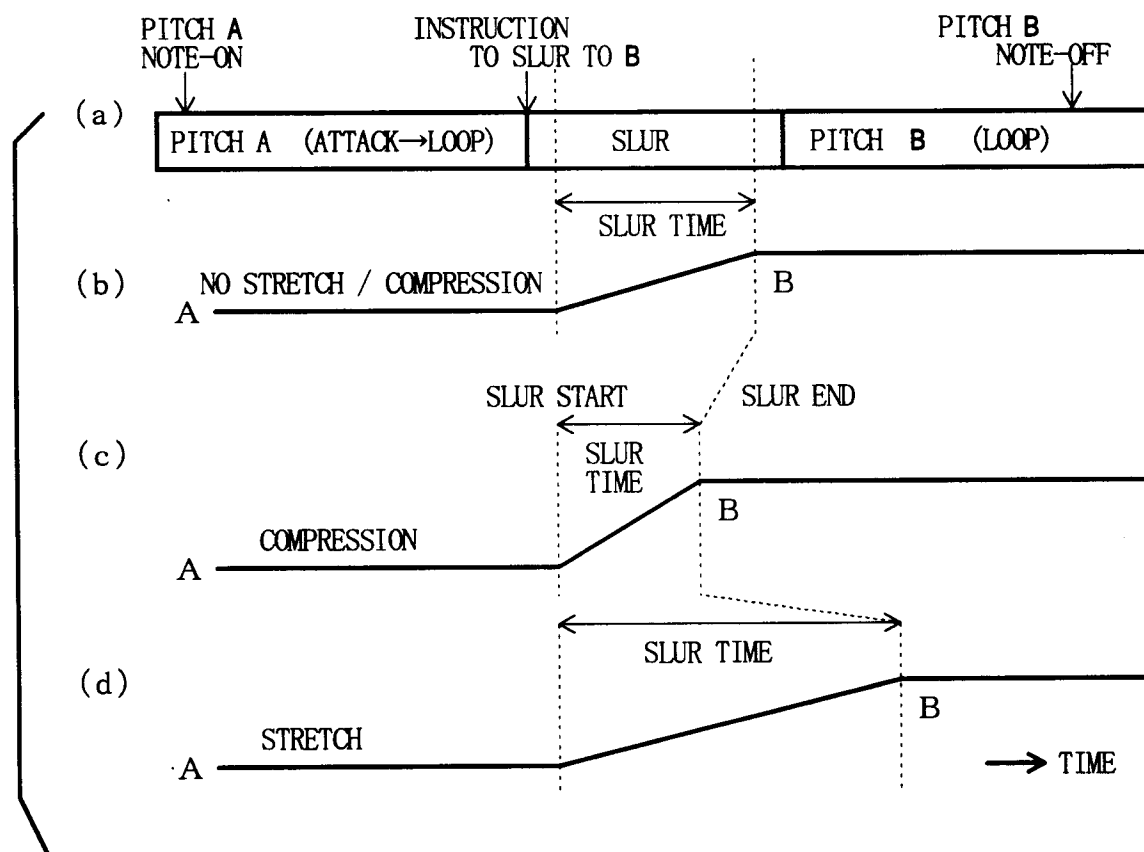 PITCH A
NOTE-ON
INSTRUCTION
TO SLUR TO B
PITCH B
NOTE-OFF
(a)
PITCH A (ATTACK→LOOP)
SLUR
PITCH B (LOOP)
SLUR TIME
(b)
NO STRETCH / COMPRESSION
A
B
SLUR START
SLUR END
(c)
SLUR
TIME
B
COMPRESSION
A
SLUR TIME
(d)
B
STRETCH
A
TIME